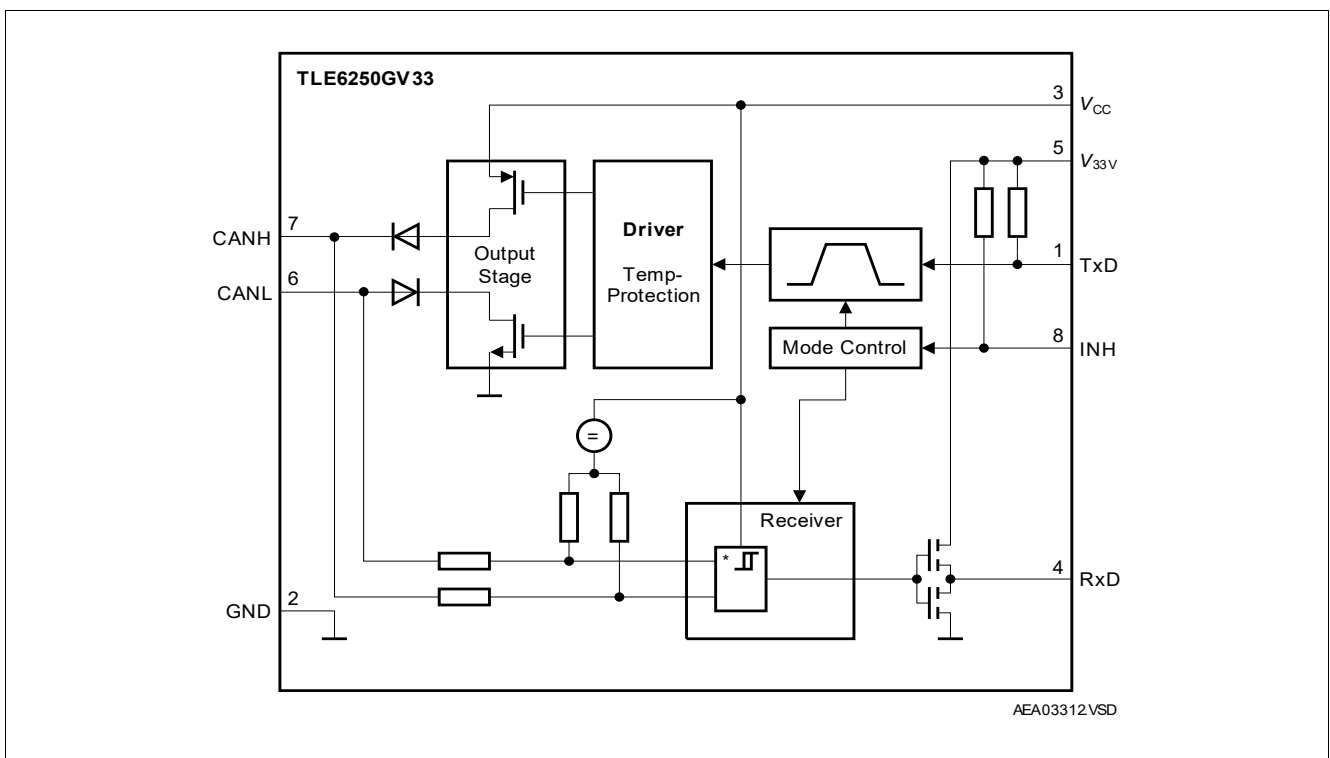 TLE6250GV33
3
VCC
5
V33V
7
CANH
Driver
Output
Stage
Temp-
Protection
1
TxD
6
CANL
8
INH
Mode Control
=
Receiver
*
4
RxD
2
GND
AEA03312.VSD